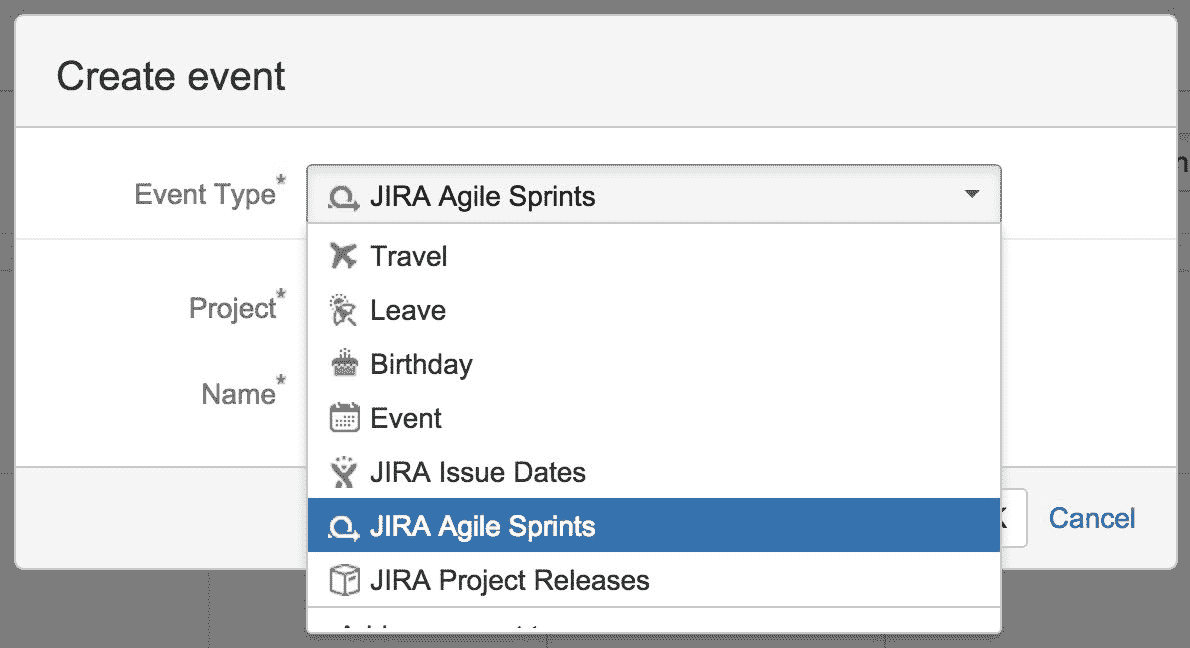 Create event
Event Type*
JIRA Agile Sprints
Travel
Leave
Birthday
Event
JIRA Issue Dates
JIRA Agile Sprints
JIRA Project Releases
Project*
Name*
Cancel